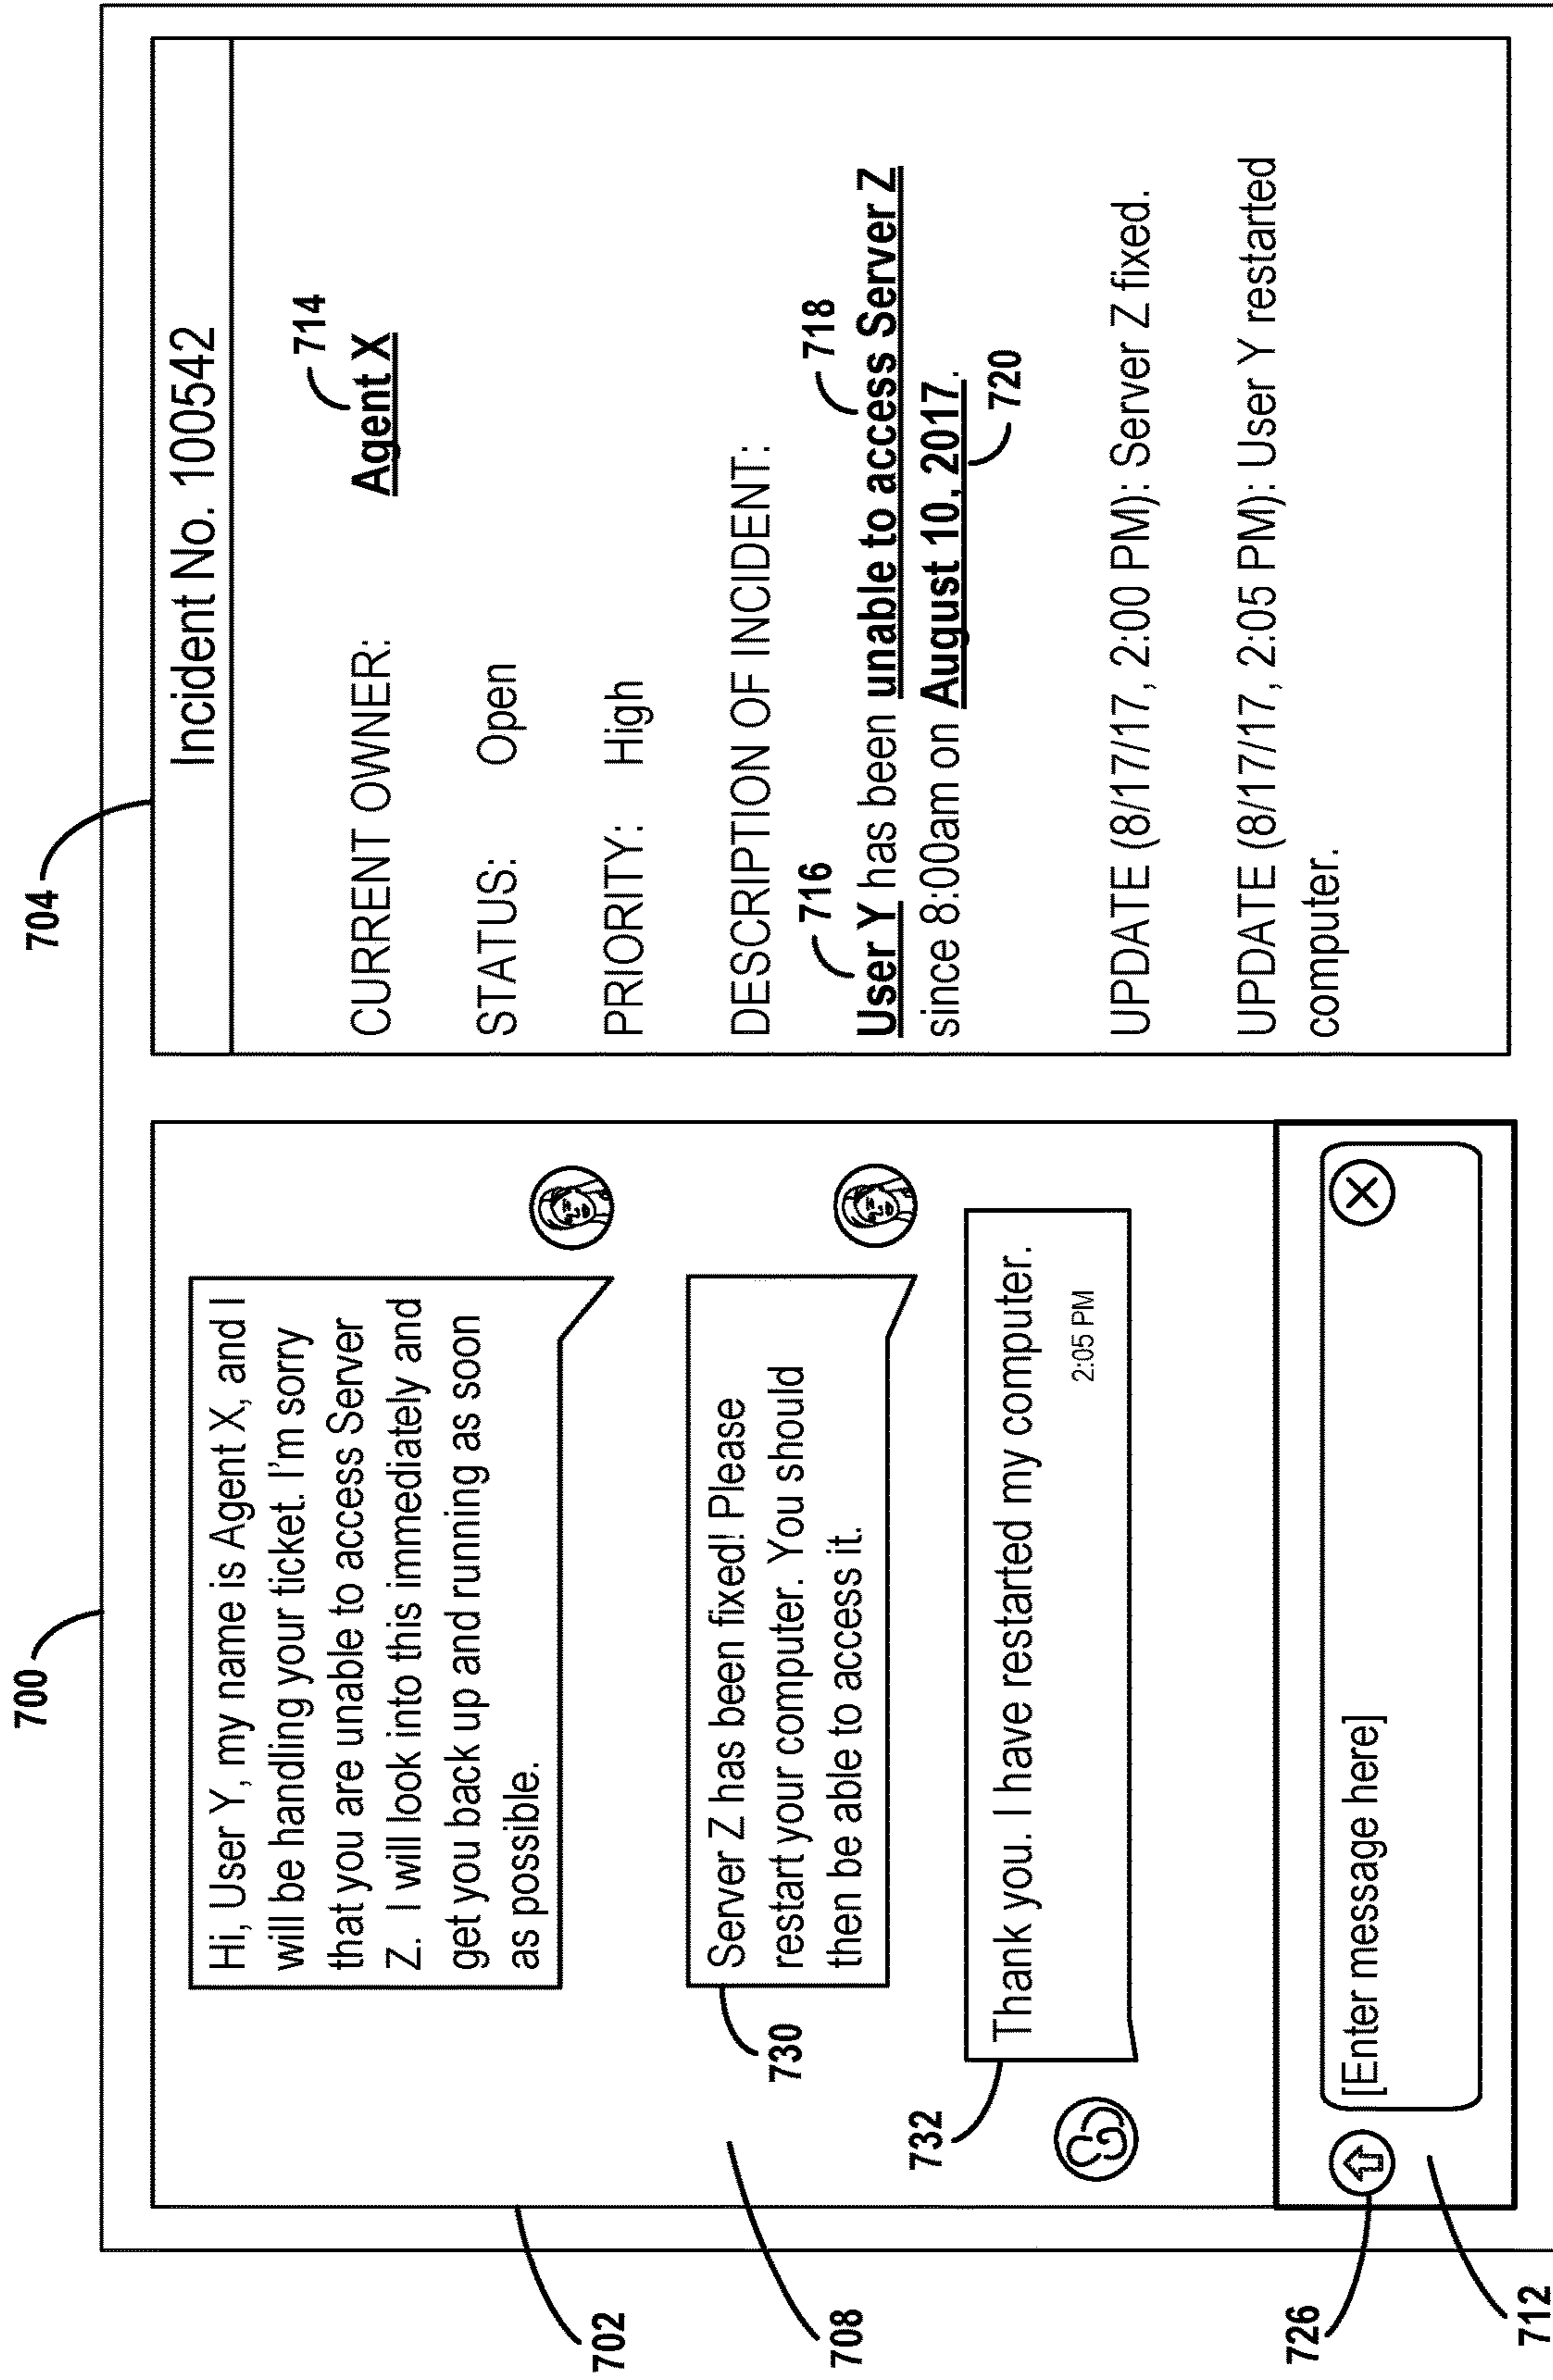 700
704
702
708
Hi, User Y, my name is Agent X, and I
will be handling your ticket. I'm sorry
that you are unable to access Server
Z. I will look into this immediately and
get you back up and running as soon
as possible.
730
Server Z has been fixed! Please
restart your computer. You should
then be able to access it.
732
Thank you. I have restarted my computer.
2:05 PM
726
712
[Enter message here]
Incident No. 100542
714
CURRENT OWNER: Agent X
STATUS: Open
PRIORITY: High
DESCRIPTION OF INCIDENT:
716
718
User Y has been unable to access Server Z
since 8:00am on August 10, 2017.
720
UPDATE (8/17/17, 2:00 PM): Server Z fixed.
UPDATE (8/17/17, 2:05 PM): User Y restarted
computer.